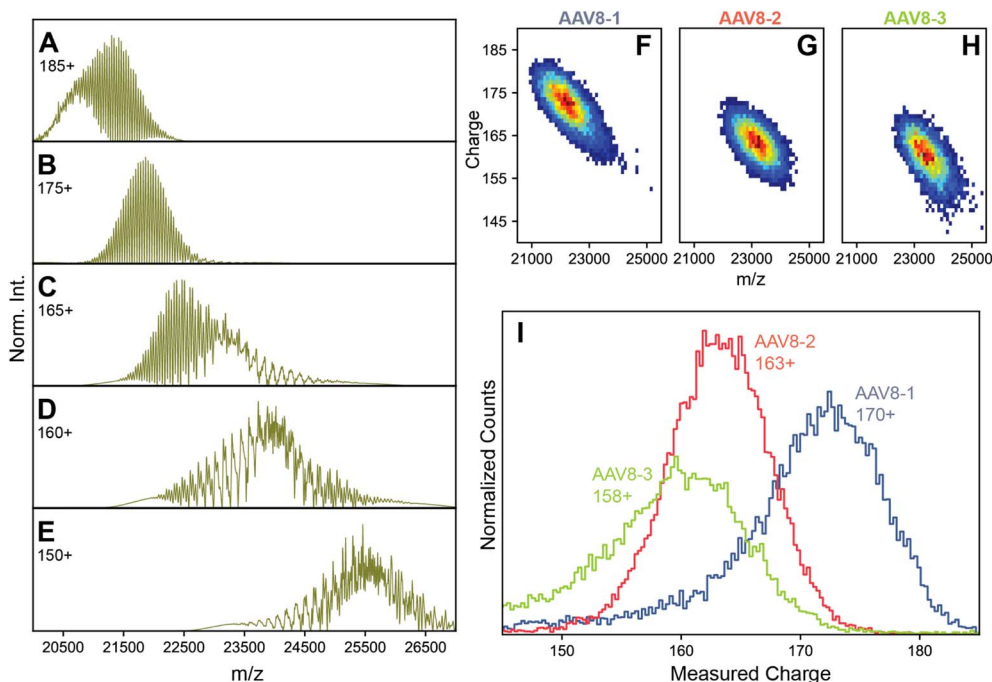 A
185+
B
175+
C
165+
D
160+
E
150+
Norm. Int.
20500 21500 22500 23500 24500 25500 26500
m/z
AAV8-1 AAV8-2 AAV8-3
F G H
185
175
165
155
145
Charge
21000 23000 25000 21000 23000 25000 21000 23000 25000
m/z
I
AAV8-2
163+
AAV8-1
170+
AAV8-3
158+
Normalized Counts
150 160 170 180
Measured Charge